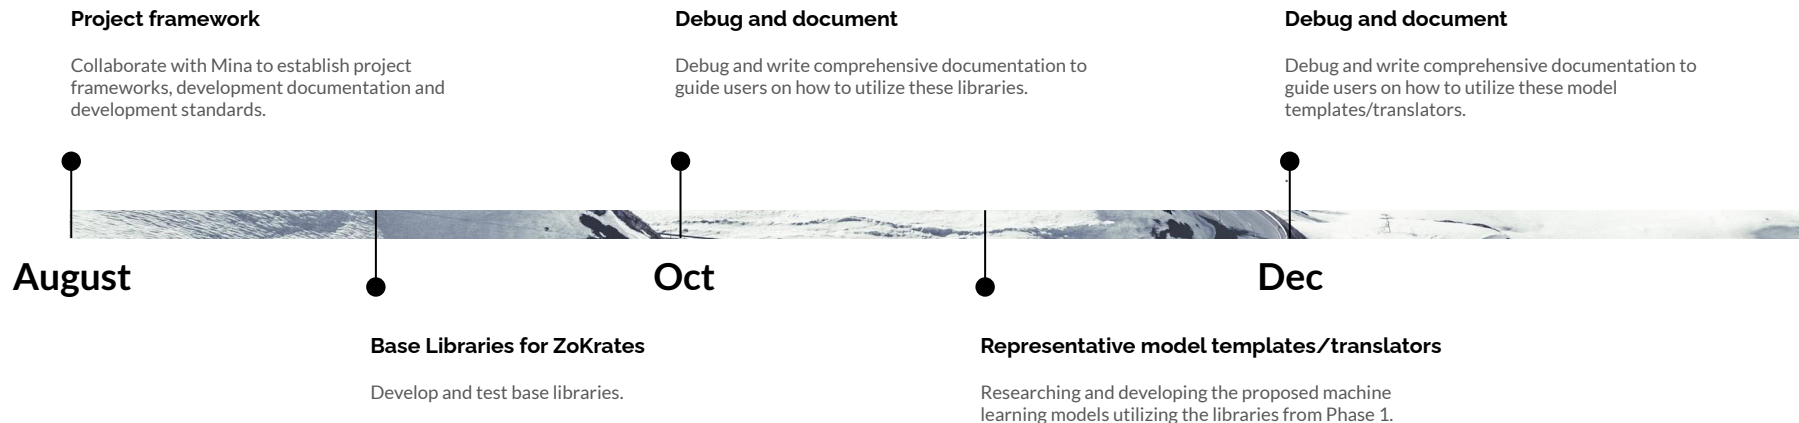 Project framework
Collaborate with Mina to establish project
frameworks, development documentation and
development standards.
Debug and document
Debug and write comprehensive documentation to
guide users on how to utilize these libraries.
Debug and document
Debug and write comprehensive documentation to
guide users on how to utilize these model
templates/translators.
August
Oct
Dec
Base Libraries for ZoKrates
Develop and test base libraries.
Representative model templates/translators
Researching and developing the proposed machine
learning models utilizing the libraries from Phase 1.